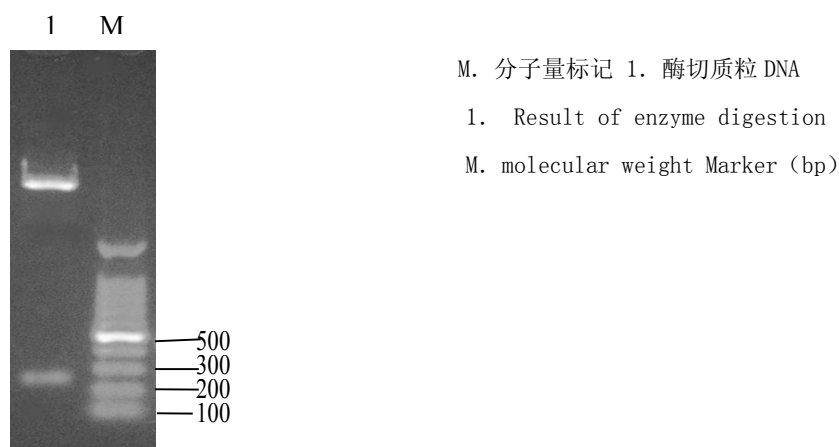 1 M
M. 分子量标记 1. 酶切质粒 DNA
1. Result of enzyme digestion
M. molecular weight Marker（bp）
500
300
200
100